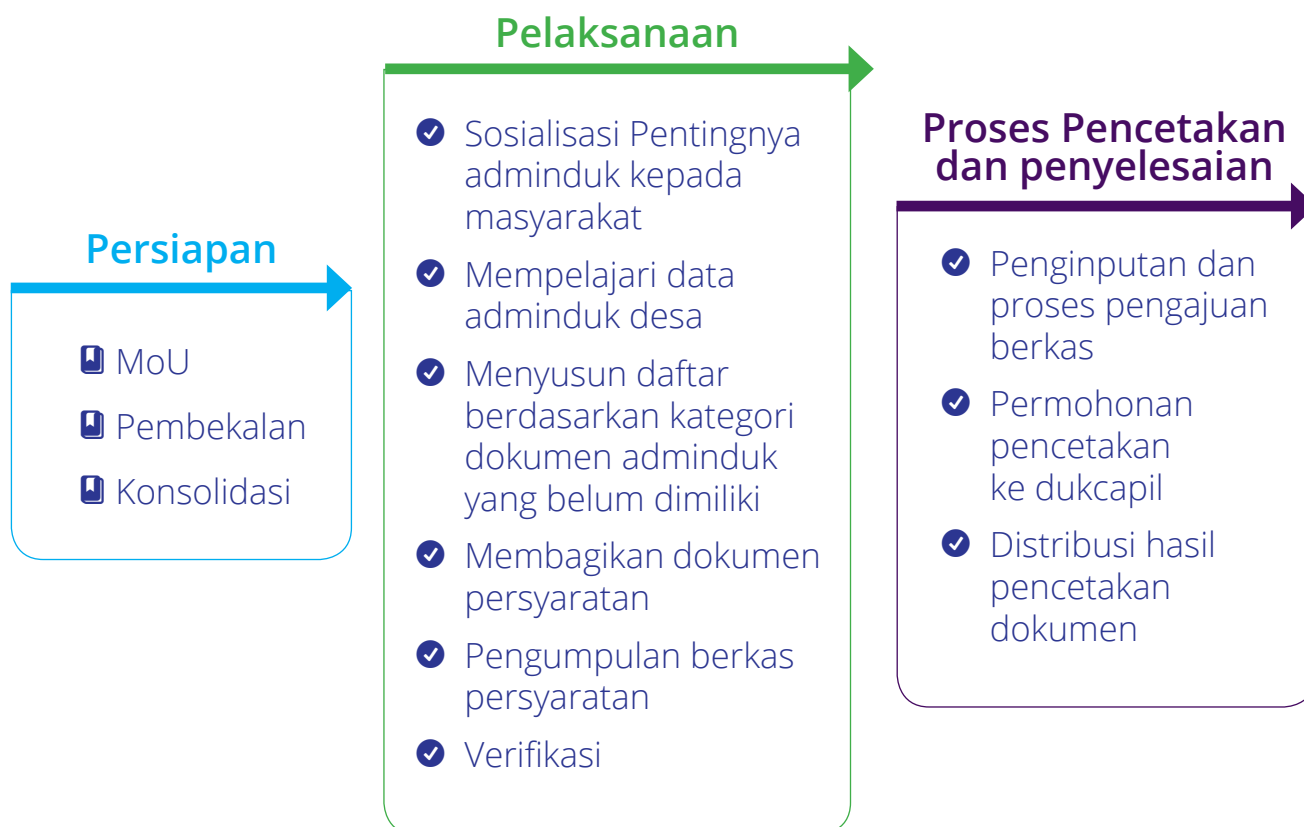 Persiapan
MoU
Pembekalan
Konsolidasi
Pelaksanaan
Sosialisasi Pentingnya
adminduk kepada
masyarakat
Mempelajari data
adminduk desa
Menyusun daftar
berdasarkan kategori
dokumen adminduk
yang belum dimiliki
Membagikan dokumen
persyaratan
Pengumpulan berkas
persyaratan
Verifikasi
Proses Pencetakan
dan penyelesaian
Penginputan dan
proses pengajuan
berkas
Permohonan
pencetakan
ke dukcapil
Distribusi hasil
pencetakan
dokumen